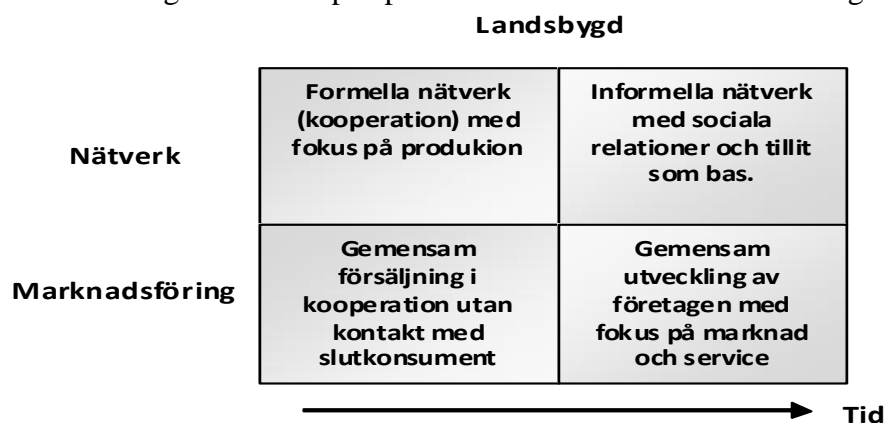 Landsbygd
Formella nätverk
(kooperation) med
fokus på produkion
Informella nätverk
med sociala
relationer och tillit
som bas.
Nätverk
Gemensam
försäljning i
kooperation utan
kontakt med
slutkonsument
Gemensam
utveckling av
företagen med
fokus på marknad
och service
Marknadsföring
Tid